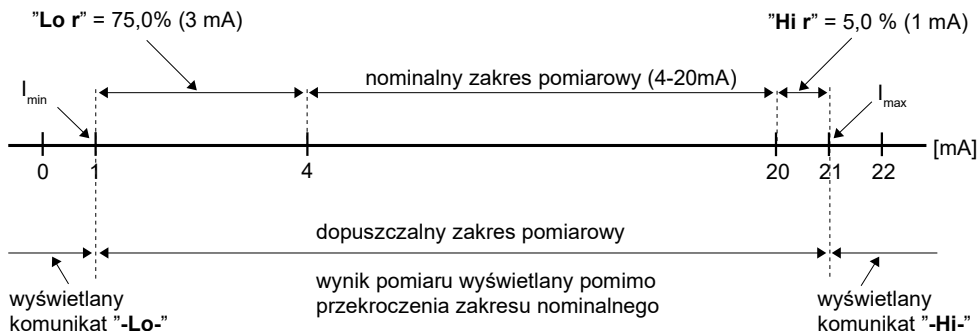 "Lo r" = 75,0% (3 mA)
"Hi r" = 5,0 % (1 mA)
nominalny zakres pomiarowy (4-20mA)
Imin
Imax
0 1 4 20 21 22 [mA]
dopuszczalny zakres pomiarowy
wynik pomiaru wyświetlany pomimo
przekroczenia zakresu nominalnego
wyświetlany
komunikat "-Lo-"
wyświetlany
komunikat "-Hi-"